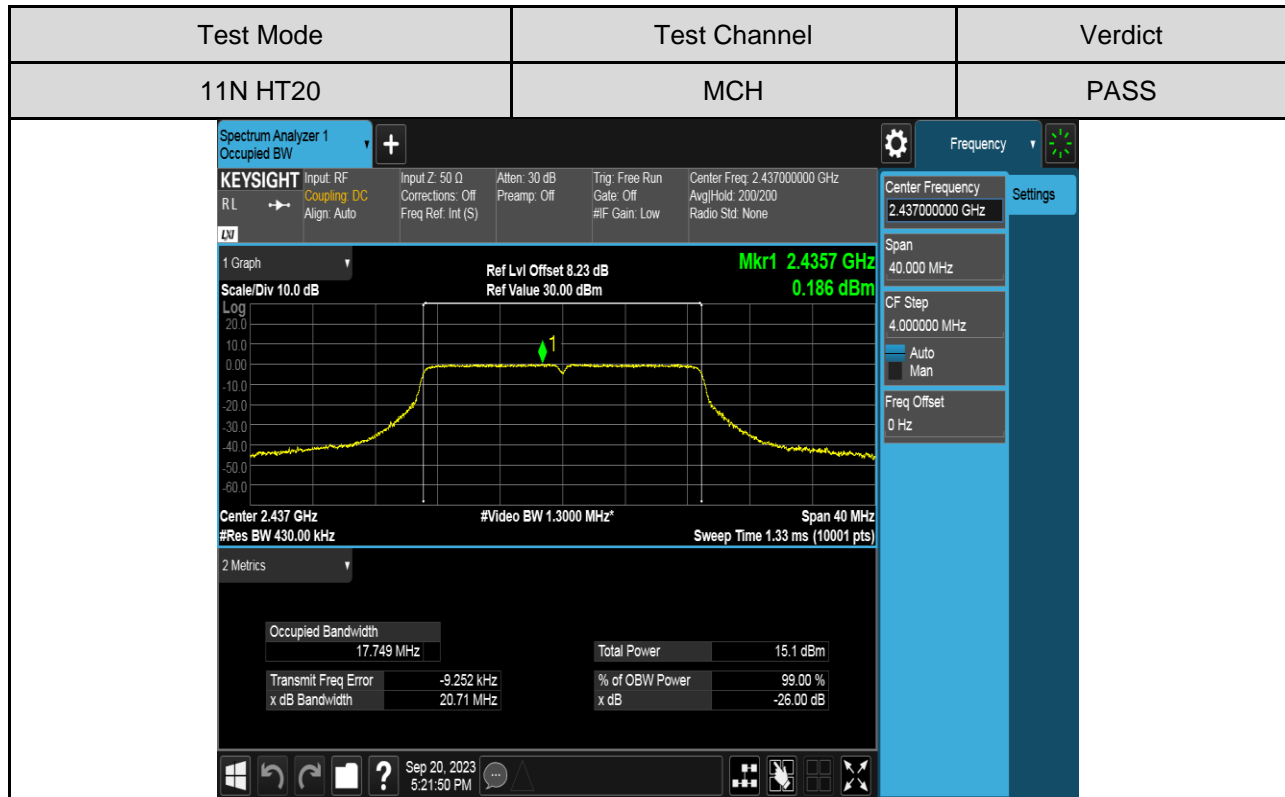 Test Mode Test Channel Verdict
11N HT20 MCH PASS
Spectrum Analyzer 1
Occupied BW
+
Frequency
KEYSIGHT Input: RF Input Z: 50 Ω Atten: 30 dB Trig: Free Run Center Freq: 2.437000000 GHz
RL Coupling: DC Corrections: Off Preamp: Off Gate: Off Avg|Hold: 200/200
Align: Auto Freq Ref: Int (S) #IF Gain: Low Radio Std: None
LXI
Center Frequency
2.437000000 GHz
Settings
Span
40.000 MHz
CF Step
4.000000 MHz
Auto
Man
Freq Offset
0 Hz
1 Graph
Ref Lvl Offset 8.23 dB Mkr1 2.4357 GHz
Scale/Div 10.0 dB Ref Value 30.00 dBm 0.186 dBm
Log
20.0
10.0
0.00
-10.0
-20.0
-30.0
-40.0
-50.0
-60.0
1
Center 2.437 GHz #Video BW 1.3000 MHz* Span 40 MHz
#Res BW 430.00 kHz Sweep Time 1.33 ms (10001 pts)
2 Metrics
Occupied Bandwidth
17.749 MHz Total Power 15.1 dBm
Transmit Freq Error -9.252 kHz % of OBW Power 99.00 %
x dB Bandwidth 20.71 MHz x dB -26.00 dB
? Sep 20, 2023
5:21:50 PM